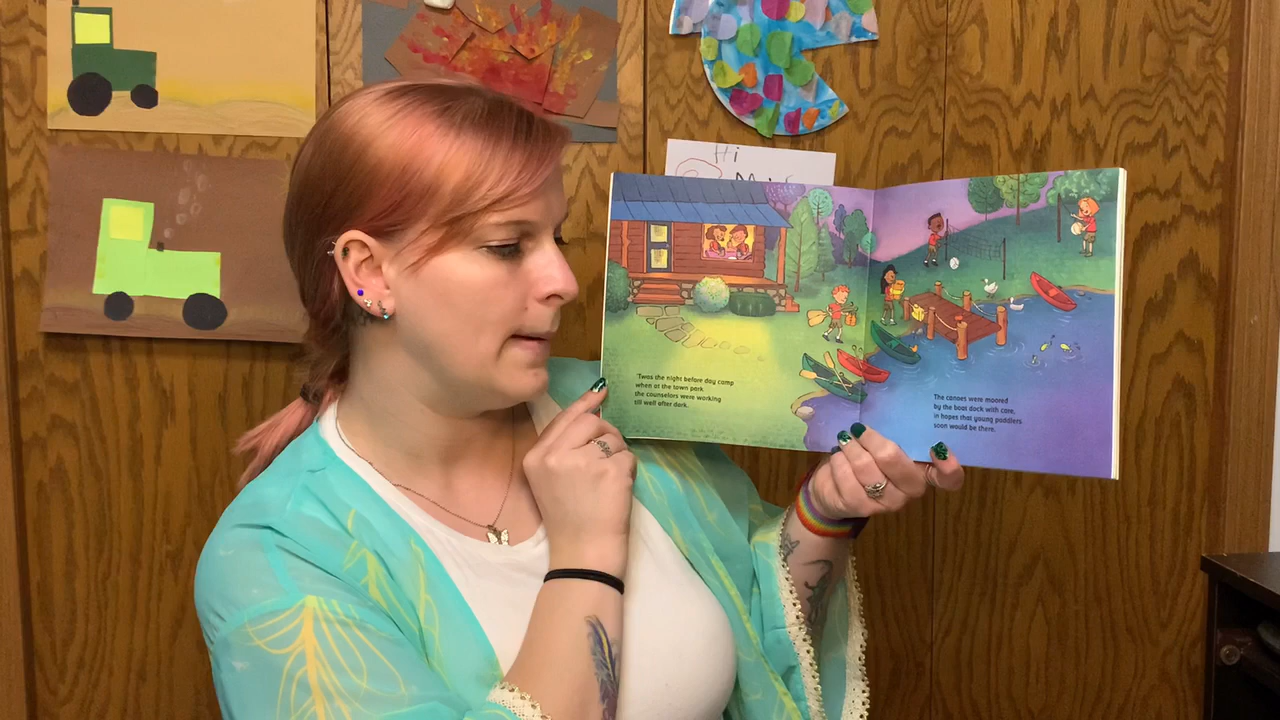 Hi
'Twas the night before day camp
when at the town park
the counselors were working
till well after dark.
The canoes were moored
by the boat dock with care,
in hopes that young paddlers
soon would be there.